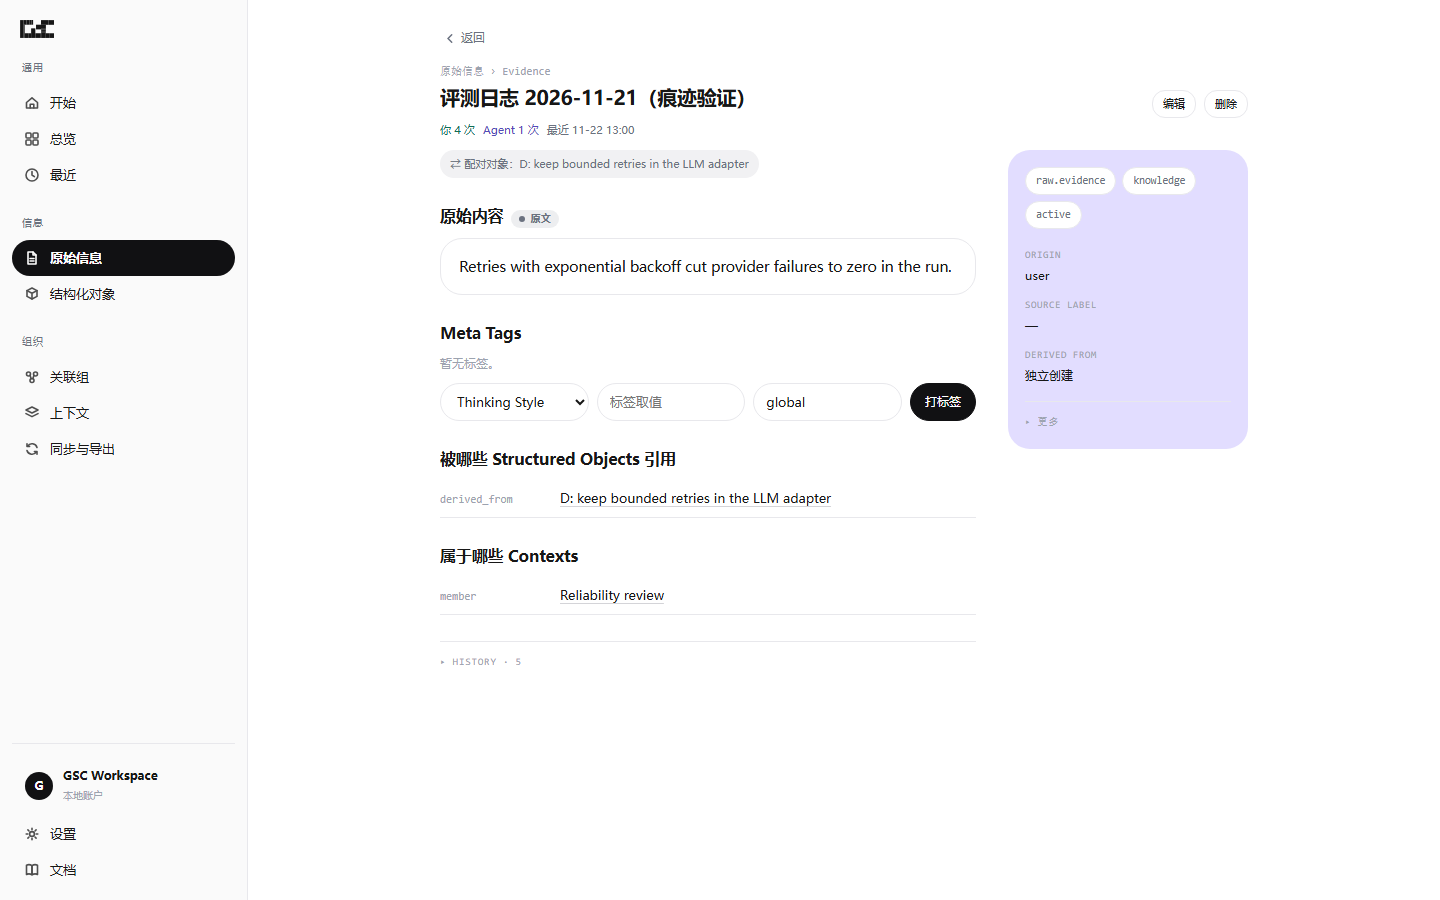 GSC
通用
开始
总览
最近
信息
原始信息
结构化对象
组织
关联组
上下文
同步与导出
G
GSC Workspace
本地账户
设置
文档
返回
原始信息 › Evidence
评测日志 2026-11-21（痕迹验证）
编辑
删除
你 4 次 Agent 1 次 最近 11-22 13:00
⇄ 配对对象：D: keep bounded retries in the LLM adapter
原始内容 ● 原文
Retries with exponential backoff cut provider failures to zero in the run.
Meta Tags
暂无标签。
Thinking Style 标签取值 global 打标签
被哪些 Structured Objects 引用
derived_from D: keep bounded retries in the LLM adapter
属于哪些 Contexts
member Reliability review
▸ HISTORY · 5
raw.evidence knowledge
active
ORIGIN
user
SOURCE LABEL
—
DERIVED FROM
独立创建
▸ 更多